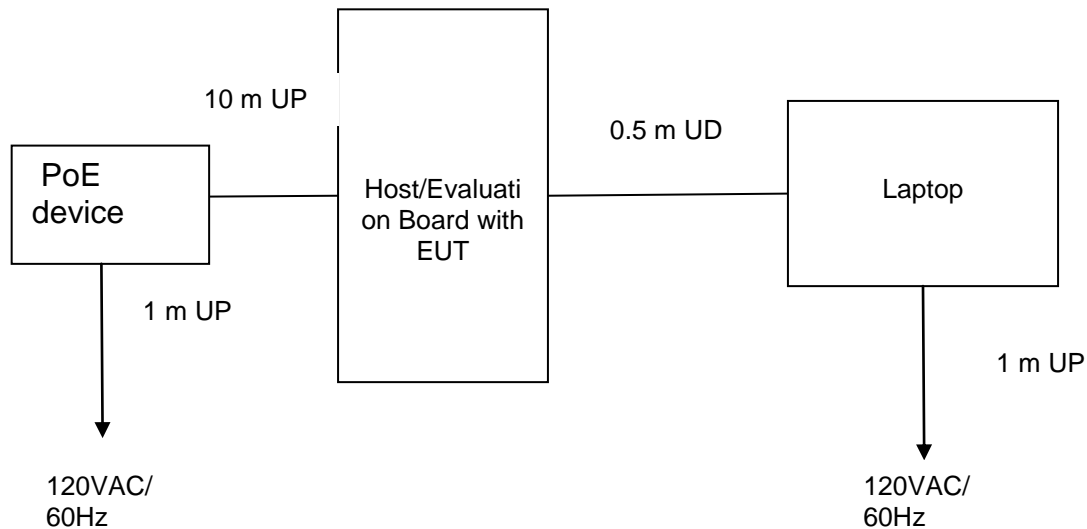 10 m UP
0.5 m UD
PoE
device
Host/Evaluati
on Board with
EUT
Laptop
1 m UP
1 m UP
120VAC/
60Hz
120VAC/
60Hz